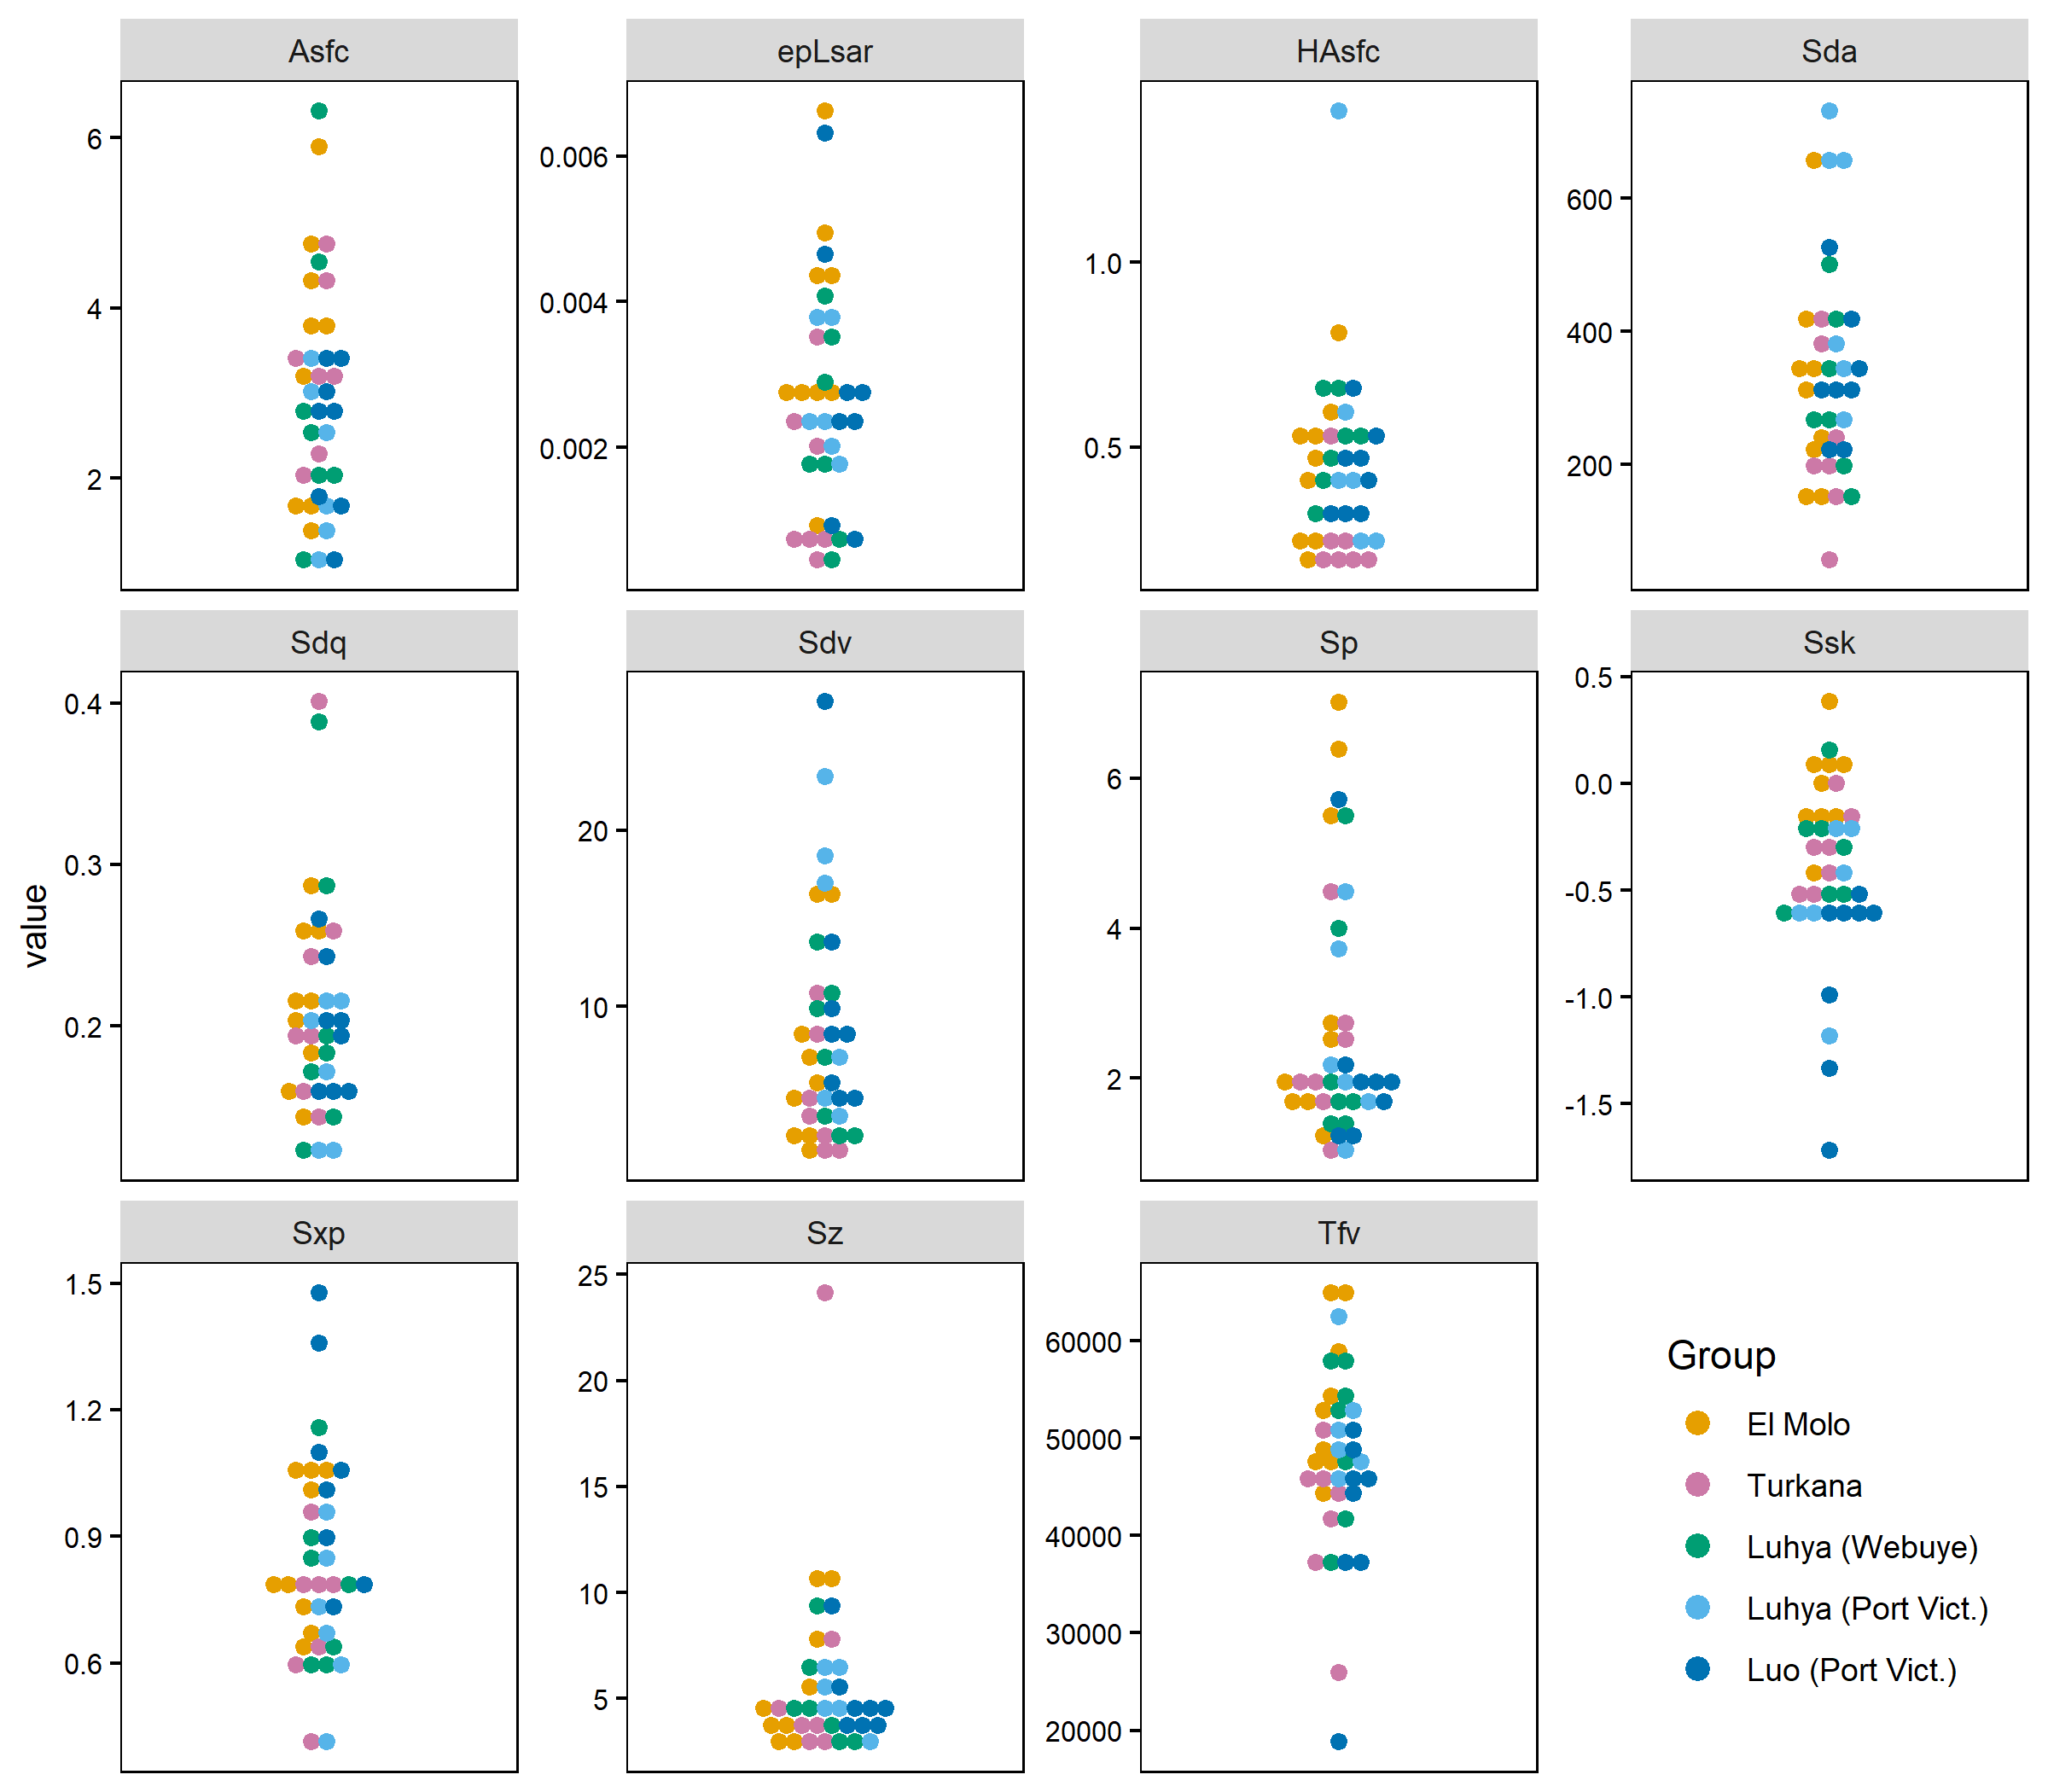 Asfc
epLsar
HAsfc
Sda
6
4
2
0.006
0.004
0.002
1.0
0.5
600
400
200
Sdq
Sdv
Sp
Ssk
0.4
0.3
0.2
20
10
6
4
2
0.5
0.0
-0.5
-1.0
-1.5
value
Sxp
Sz
Tfv
1.5
1.2
0.9
0.6
25
20
15
10
5
60000
50000
40000
30000
20000
Group
El Molo
Turkana
Luhya (Webuye)
Luhya (Port Vict.)
Luo (Port Vict.)